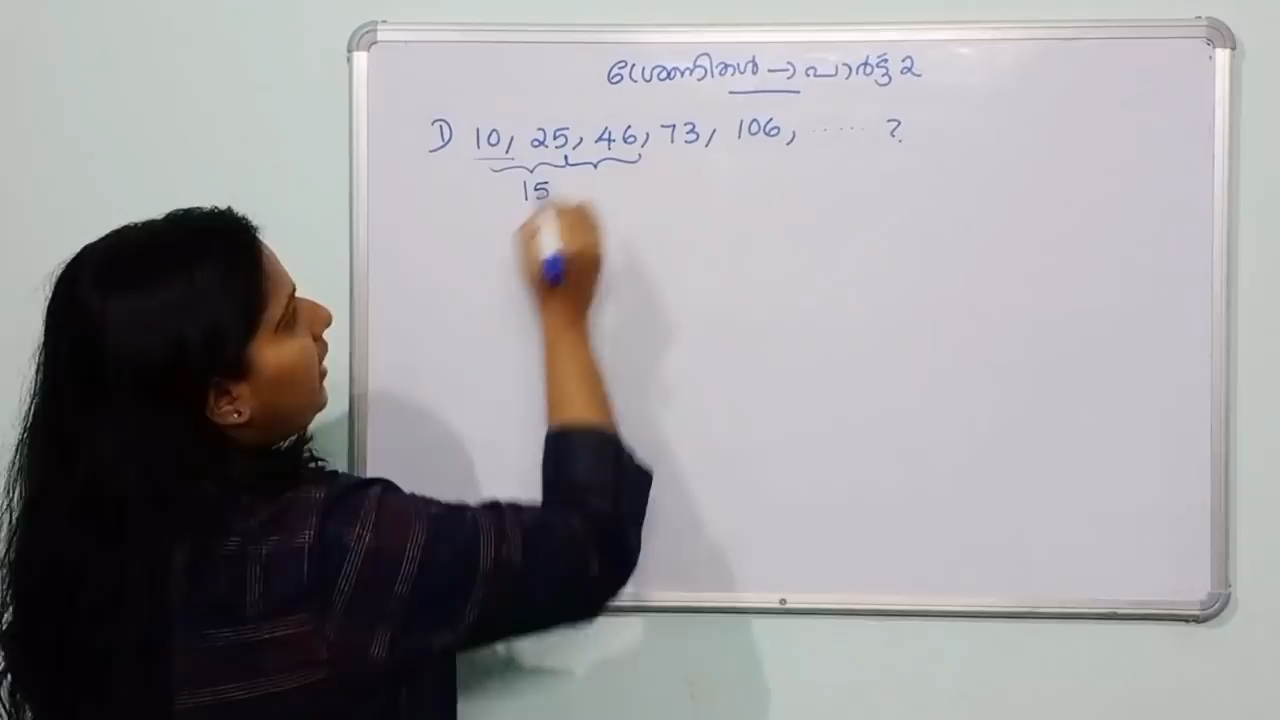 ശ്രേണികൾ → പാർട്ട് 2
1) 10, 25, 46, 73, 106, ..... ?
15